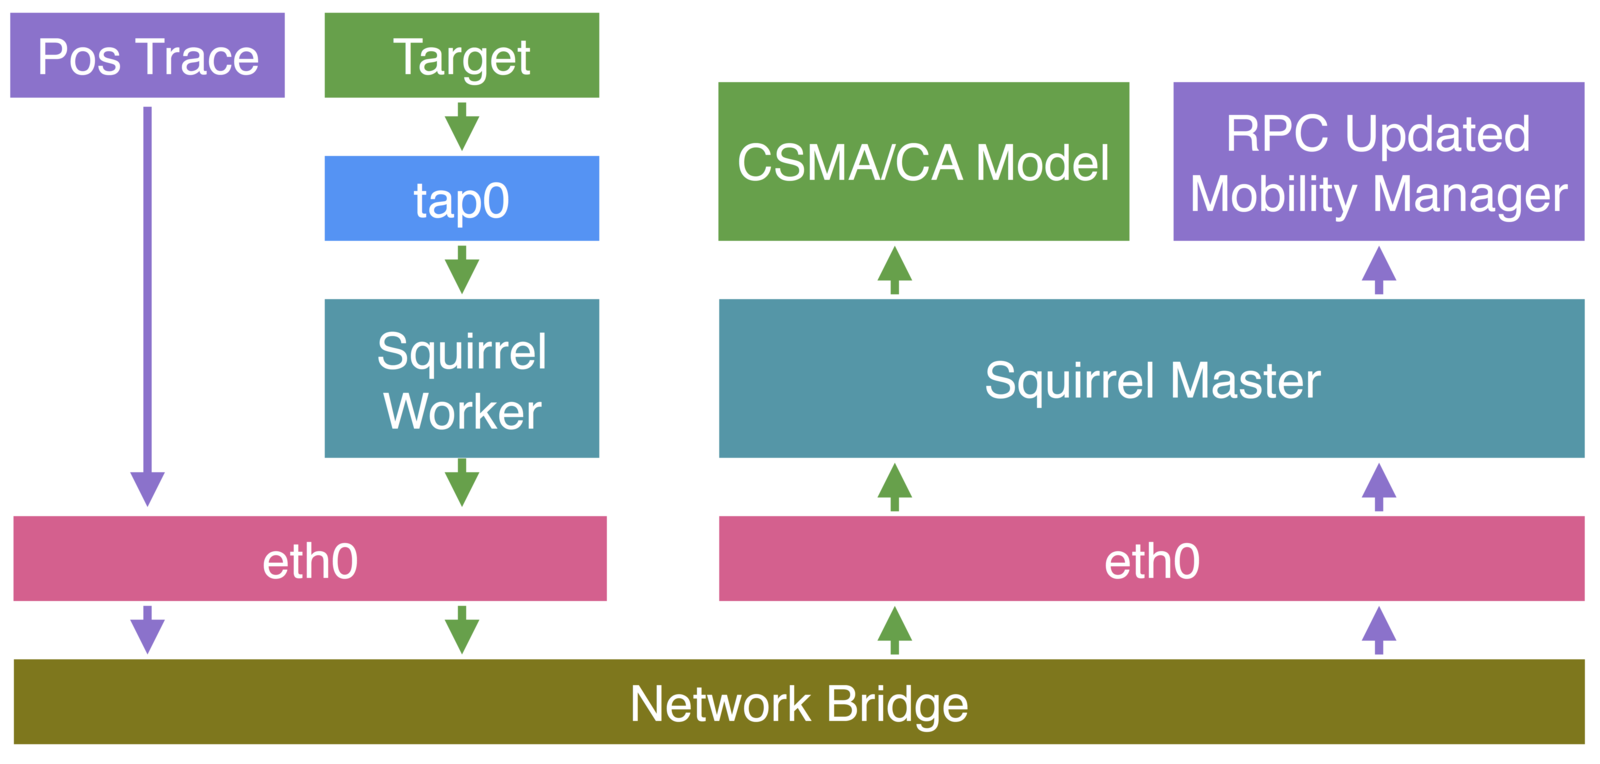 Pos Trace
Target
tap0
Squirrel
Worker
CSMA/CA Model
RPC Updated
Mobility Manager
Squirrel Master
eth0
eth0
Network Bridge